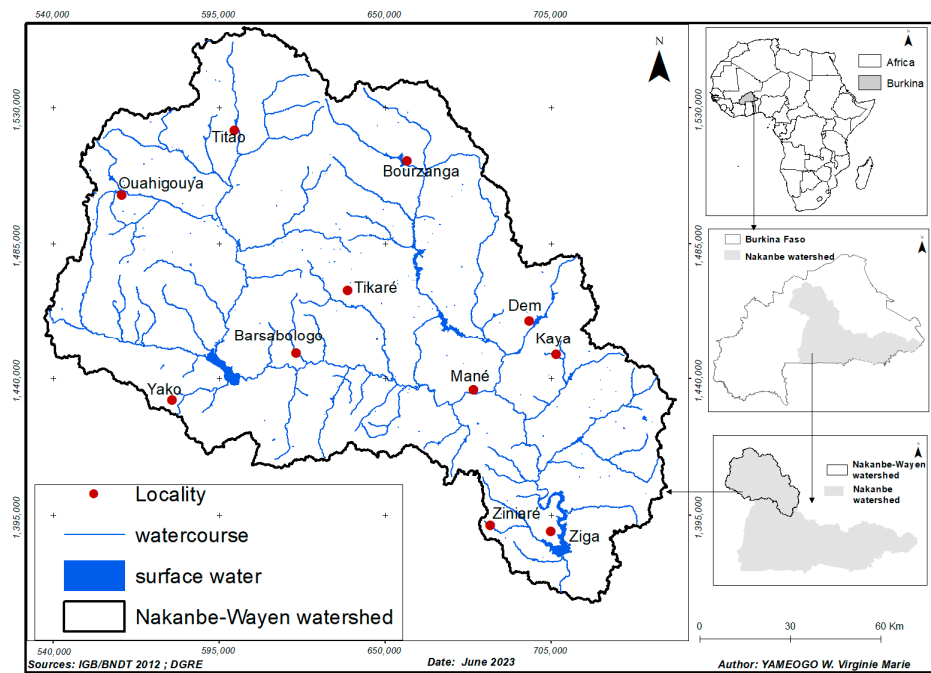 540,000 595,000 650,000 705,000
N
1,530,000 1,530,000
Titao
Bourzanga
Ouahigouya
1,485,000 1,485,000
Tikaré
Dem
Barsabologo
Kaya
Yako
Mané
1,440,000 1,440,000
Ziniaré
Ziga
1,395,000 1,395,000
Locality
watercourse
surface water
Nakanbe-Wayen watershed
540,000 595,000 650,000 705,000
Africa
Burkina
Burkina Faso
Nakanbe watershed
Nakanbe-Wayen
watershed
Nakanbe
watershed
0 30 60 Km
Sources: IGB/BNDT 2012 ; DGRE
Date: June 2023
Author: YAMEOGO W. Virginie Marie